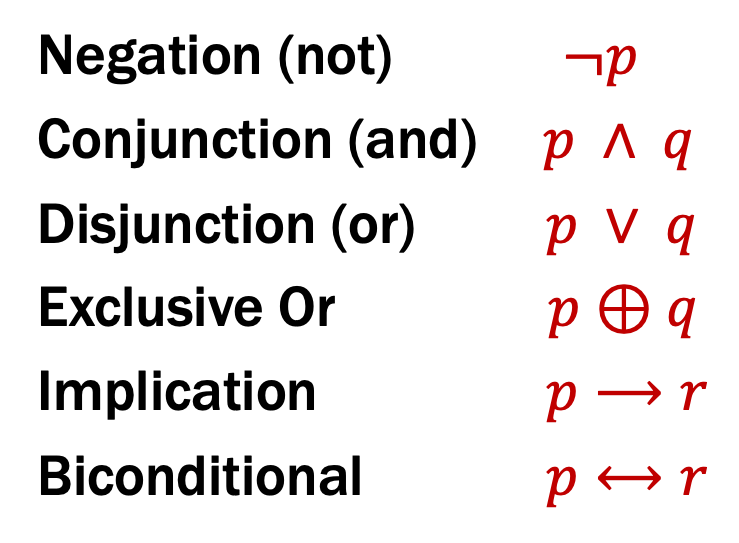 Negation (not) ¬p
Conjunction (and) p ∧ q
Disjunction (or) p ∨ q
Exclusive Or p ⊕ q
Implication p ⟶ r
Biconditional p ⟷ r